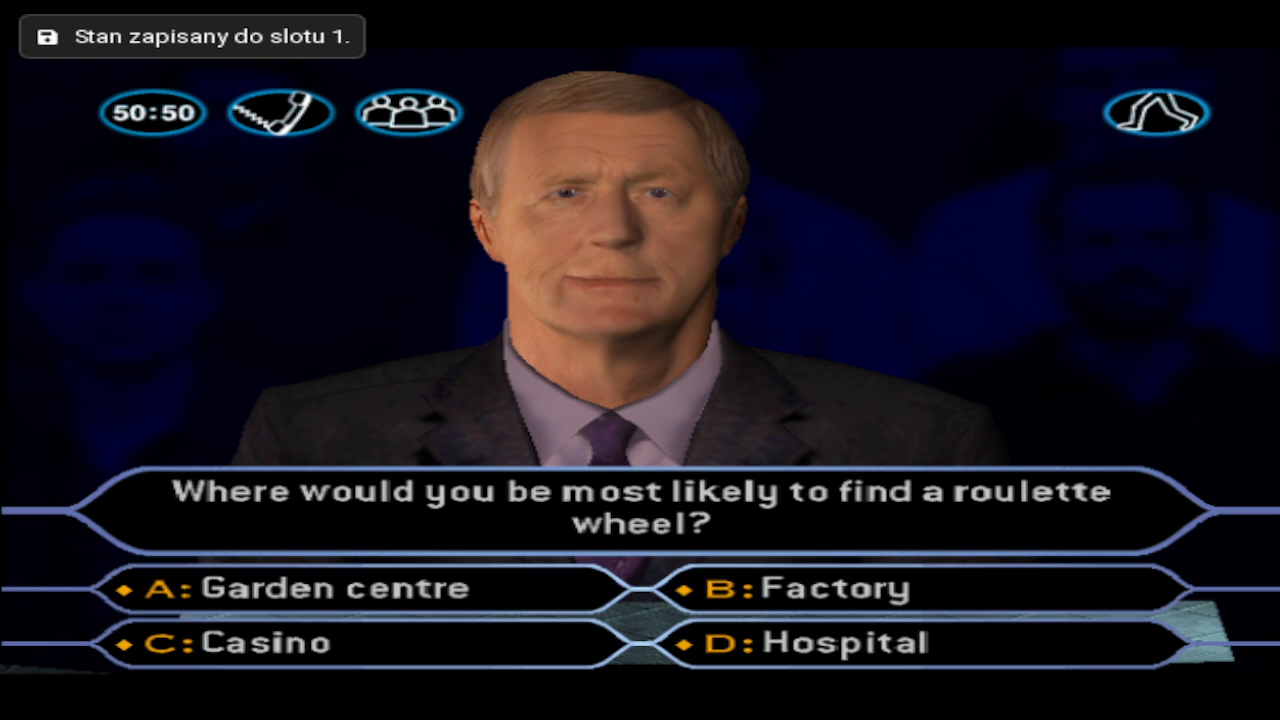 Stan zapisany do slotu 1.
50:50
Where would you be most likely to find a roulette
wheel?
A: Garden centre
B: Factory
C: Casino
D: Hospital